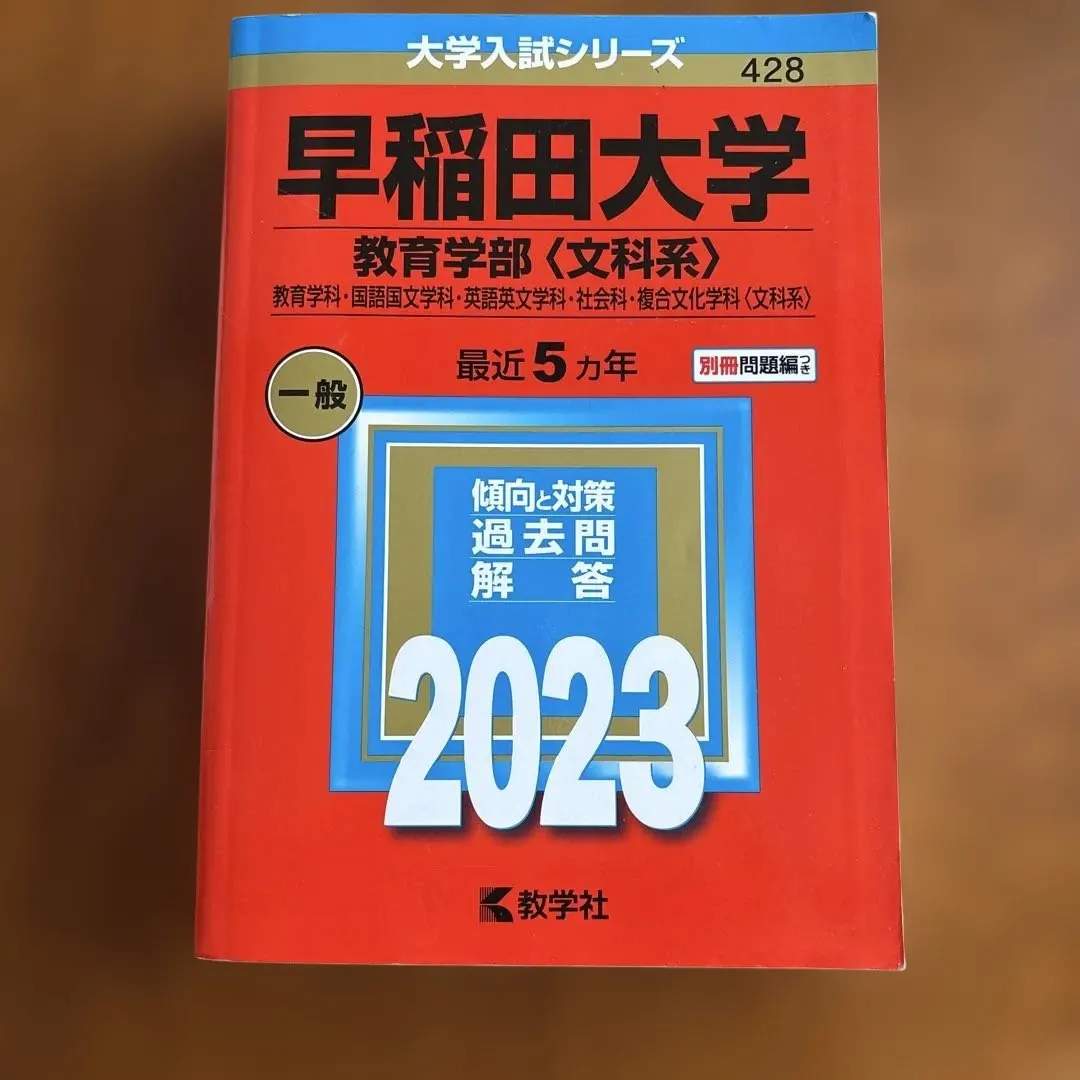 大学入試シリーズ
428
早稲田大学
教育学部〈文科系〉
教育学科・国語国文学科・英語英文学科・社会科・複合文化学科〈文科系〉
最近5ヵ年
別冊問題編つき
一般
傾向と対策
過去問
解答
2023
教学社